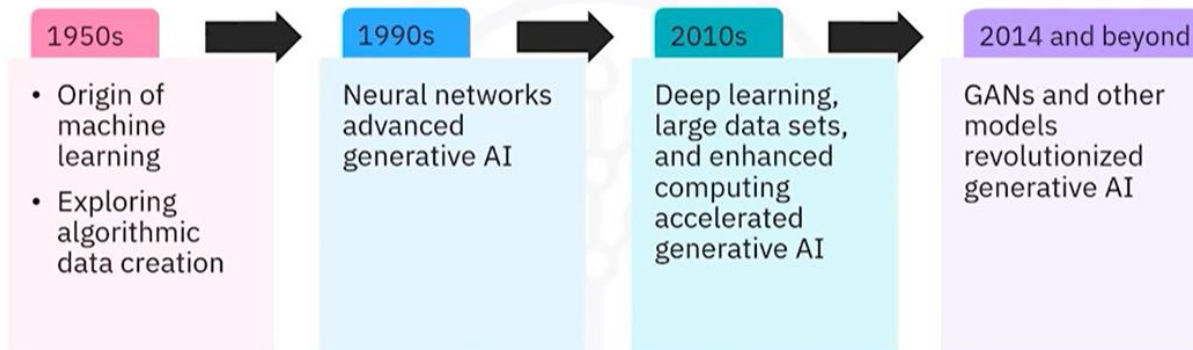 1950s
• Origin of
machine
learning
• Exploring
algorithmic
data creation
1990s
Neural networks
advanced
generative AI
2010s
Deep learning,
large data sets,
and enhanced
computing
accelerated
generative AI
2014 and beyond
GANs and other
models
revolutionized
generative AI